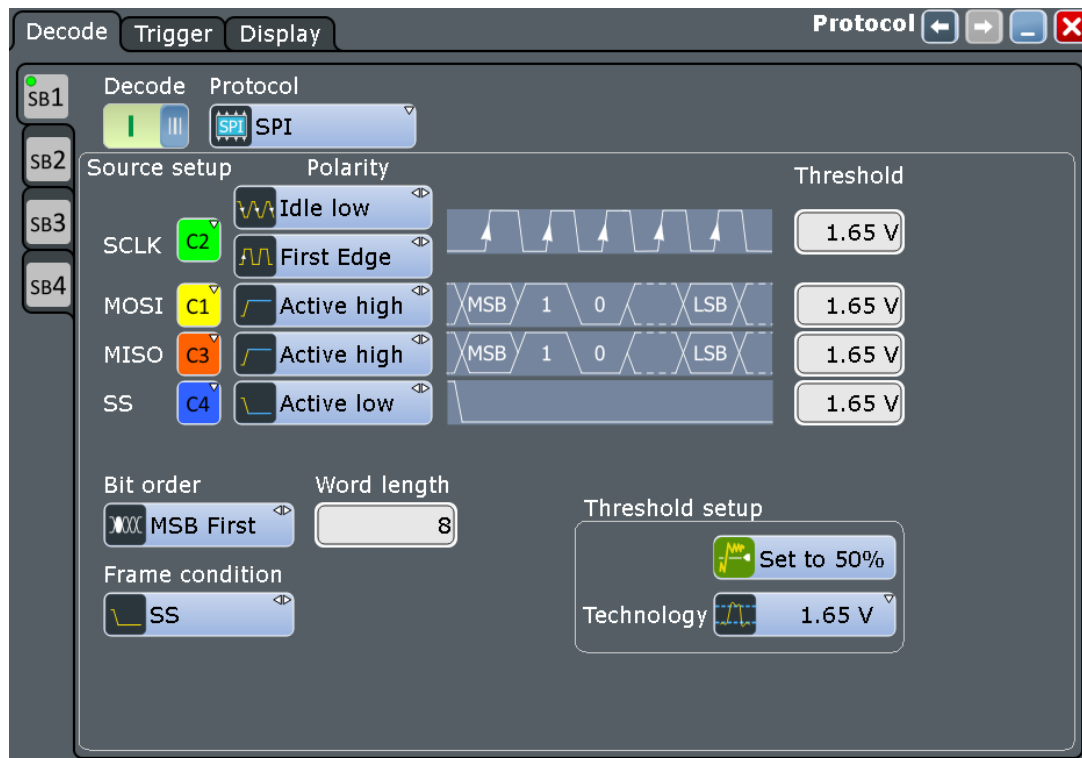 Decode Trigger Display Protocol
SB1
SB2
SB3
SB4
Decode Protocol
I III SPI SPI
Source setup Polarity Threshold
Idle low
SCLK C2 1.65 V
First Edge
MOSI C1 Active high MSB 1 0 LSB 1.65 V
MISO C3 Active high MSB 1 0 LSB 1.65 V
SS C4 Active low 1.65 V
Bit order Word length
MSB First 8
Threshold setup
Set to 50%
Frame condition
SS
Technology 1.65 V